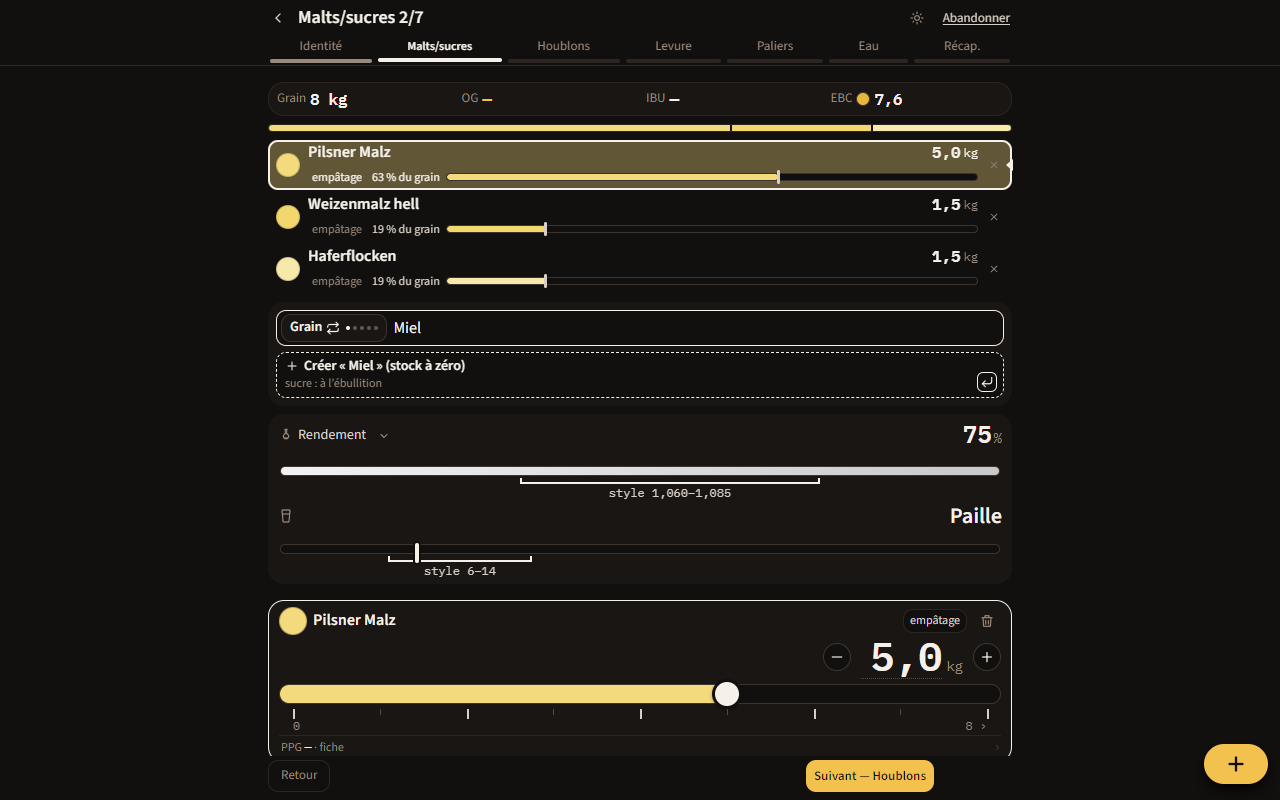 Malts/sucres 2/7
Abandonner
Identité
Malts/sucres
Houblons
Levure
Paliers
Eau
Récap.
Grain 8 kg
OG –
IBU –
EBC 7,6
Pilsner Malz
5,0 kg
empâtage 63 % du grain
Weizenmalz hell
1,5 kg
empâtage 19 % du grain
Haferflocken
1,5 kg
empâtage 19 % du grain
Grain Miel
+ Créer « Miel » (stock à zéro)
sucre : à l’ébullition
Rendement
75%
style 1,060–1,085
Paille
style 6–14
Pilsner Malz
empâtage
5,0 kg
0
8 ›
PPG – · fiche
Retour
Suivant — Houblons